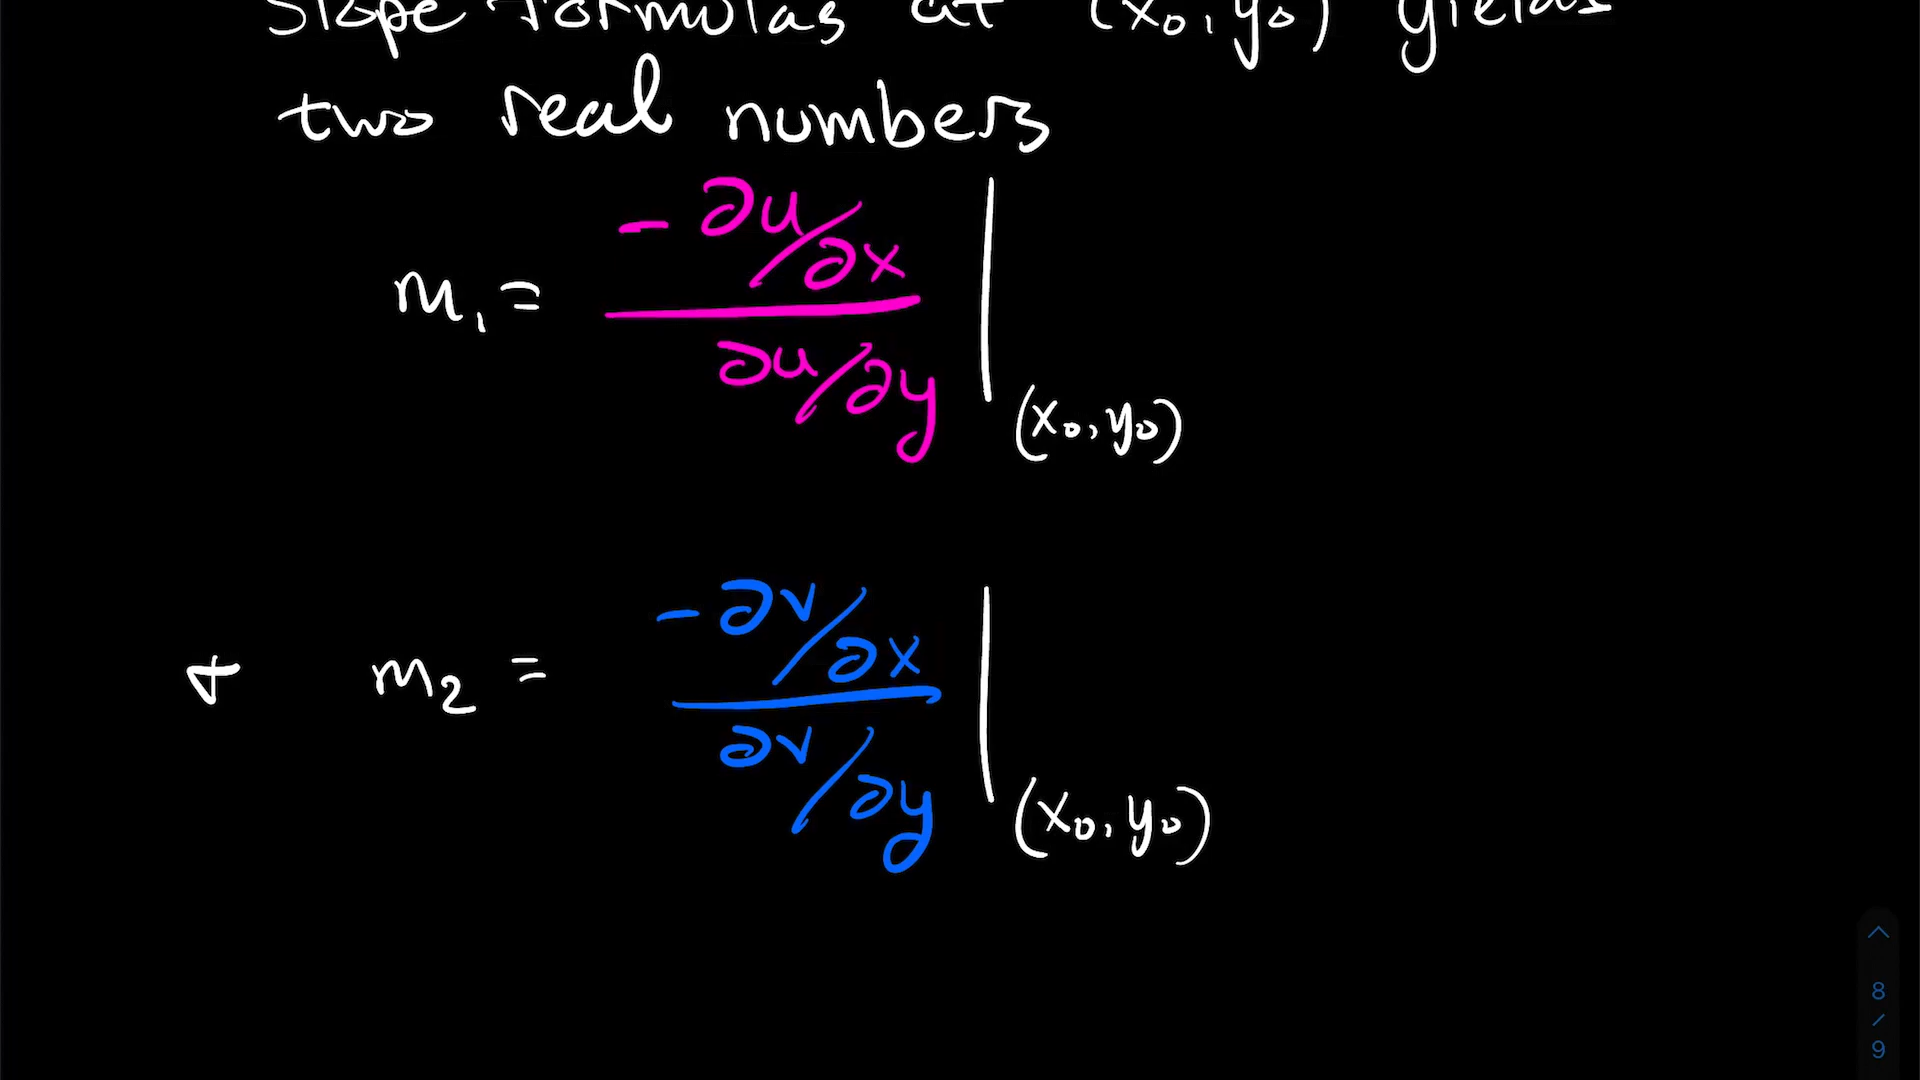 slope formulas at (x₀, y₀) yields
two real numbers
m₁ = -∂u/∂x / ∂u/∂y | (x₀, y₀)
+ m₂ = -∂v/∂x / ∂v/∂y | (x₀, y₀)
8
/
9